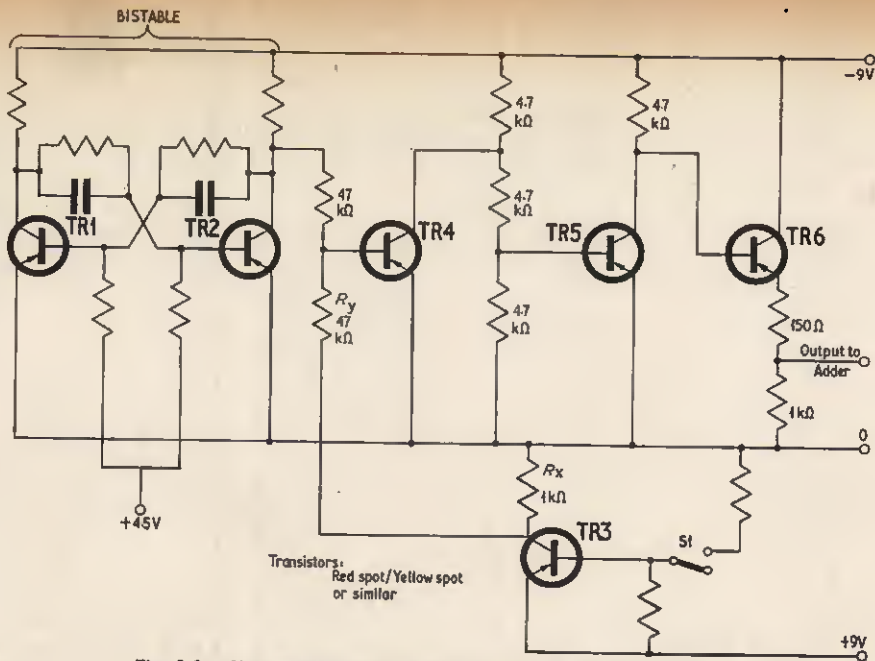 BISTABLE
-9V
4·7
kΩ
4·7
kΩ
47
kΩ
4·7
kΩ
TR1
TR2
TR4
TR5
TR6
Ry
47
kΩ
4·7
kΩ
150Ω
Output to
Adder
1kΩ
0
+4·5V
Rx
1kΩ
TR3
S1
Transistors:
Red spot/Yellow spot
or similar
+9V